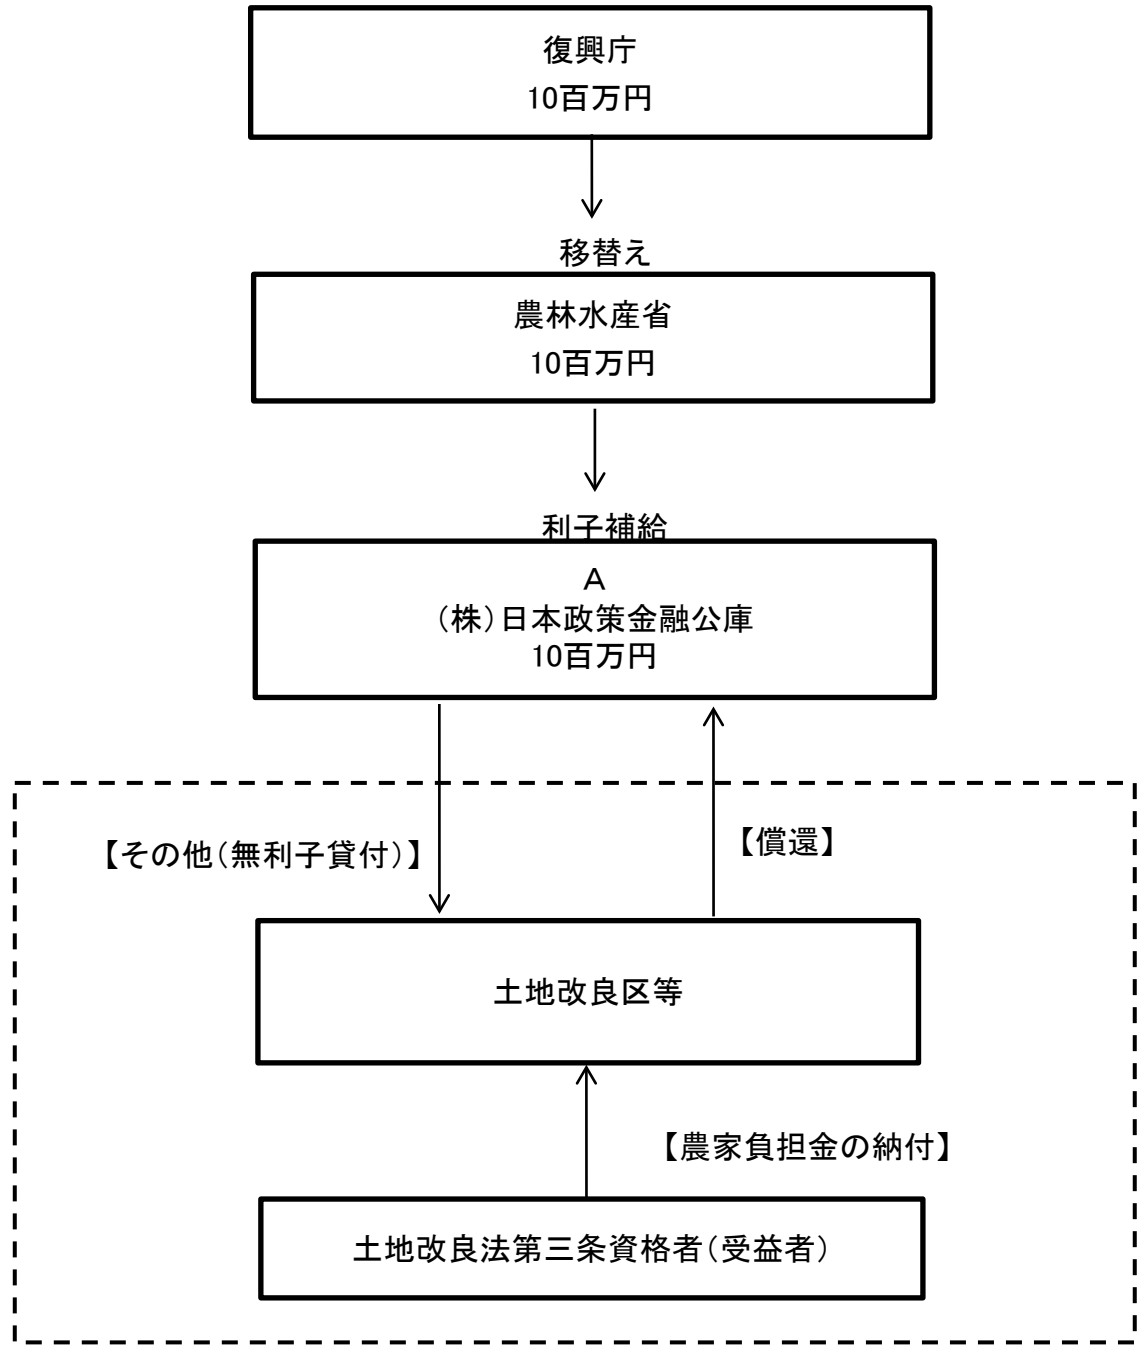 復興庁
10百万円
移替え
農林水産省
10百万円
利子補給
A
（株）日本政策金融公庫
10百万円
【その他（無利子貸付）】
【償還】
土地改良区等
【農家負担金の納付】
土地改良法第三条資格者（受益者）